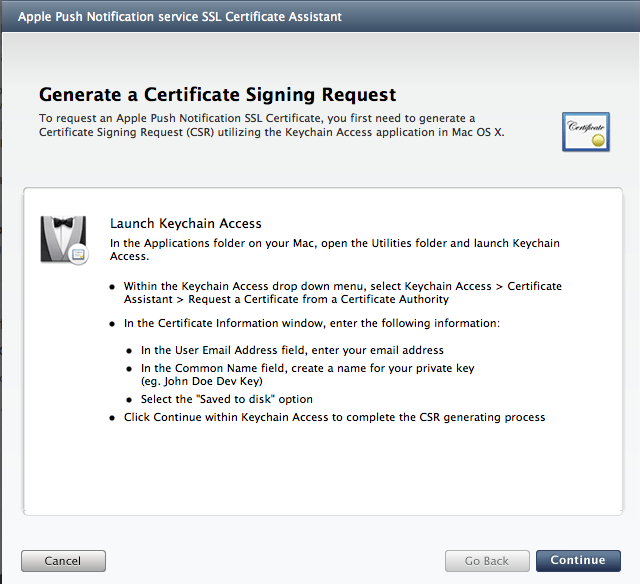 Apple Push Notification service SSL Certificate Assistant
Generate a Certificate Signing Request
To request an Apple Push Notification SSL Certificate, you first need to generate a
Certificate Signing Request (CSR) utilizing the Keychain Access application in Mac OS X.
Certificate
Launch Keychain Access
In the Applications folder on your Mac, open the Utilities folder and launch Keychain
Access.
• Within the Keychain Access drop down menu, select Keychain Access > Certificate
Assistant > Request a Certificate from a Certificate Authority
• In the Certificate Information window, enter the following information:
• In the User Email Address field, enter your email address
• In the Common Name field, create a name for your private key
(eg. John Doe Dev Key)
• Select the "Saved to disk" option
• Click Continue within Keychain Access to complete the CSR generating process
Cancel
Go Back
Continue